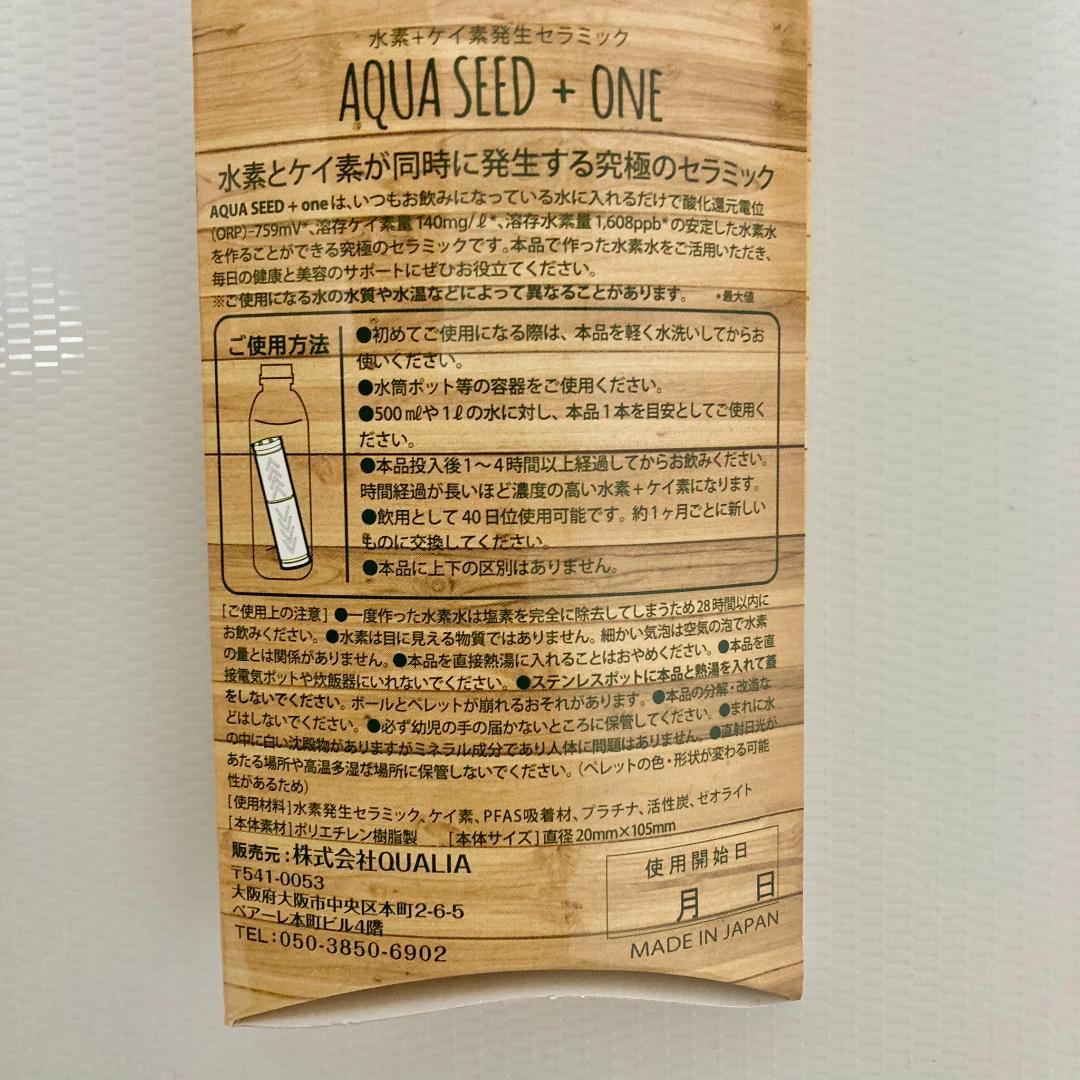 水素+ケイ素発生セラミック
AQUA SEED + ONE
水素とケイ素が同時に発生する究極のセラミック
AQUA SEED + oneは、いつもお飲みになっている水に入れるだけで酸化還元電位
(ORP)-759mV*、溶存ケイ素量140mg/ℓ*、溶存水素量1,608ppb*の安定した水素水
を作ることができる究極のセラミックです。本品で作った水素水をご活用いただき、
毎日の健康と美容のサポートにぜひお役立てください。
※ご使用になる水の水質や水温などによって異なることがあります。 *最大値
ご使用方法
●初めてご使用になる際は、本品を軽く水洗いしてからお
使いください。
●水筒ポット等の容器をご使用ください。
●500㎖や1ℓの水に対し、本品1本を目安としてご使用く
ださい。
●本品投入後1〜4時間以上経過してからお飲みください。
時間経過が長いほど濃度の高い水素+ケイ素になります。
●飲用として40日位使用可能です。約1ヶ月ごとに新しい
ものに交換してください。
●本品に上下の区別はありません。
[ご使用上の注意]●一度作った水素水は塩素を完全に除去してしまうため28時間以内に
お飲みください。●水素は目に見える物質ではありません。細かい気泡は空気の泡で水素
の量とは関係がありません。●本品を直接熱湯に入れることはおやめください。●本品を直
接電気ポットや炊飯器にいれないでください。●ステンレスポットに本品と熱湯を入れて蓋
をしないでください。ボールとペレットが崩れるおそれがあります。●本品の分解・改造な
どはしないでください。●必ず幼児の手の届かないところに保管してください。●まれに水
の中に白い沈殿物がありますがミネラル成分であり人体に問題はありません。●直射日光が
あたる場所や高温多湿な場所に保管しないでください。(ペレットの色・形状が変わる可能
性があるため)
[使用材料]水素発生セラミック、ケイ素、PFAS吸着材、プラチナ、活性炭、ゼオライト
[本体素材]ポリエチレン樹脂製 [本体サイズ]直径20mm×105mm
販売元:株式会社QUALIA
〒541-0053
大阪府大阪市中央区本町2-6-5
ペアーレ本町ビル4階
TEL:050-3850-6902
使用開始日
月 日
MADE IN JAPAN